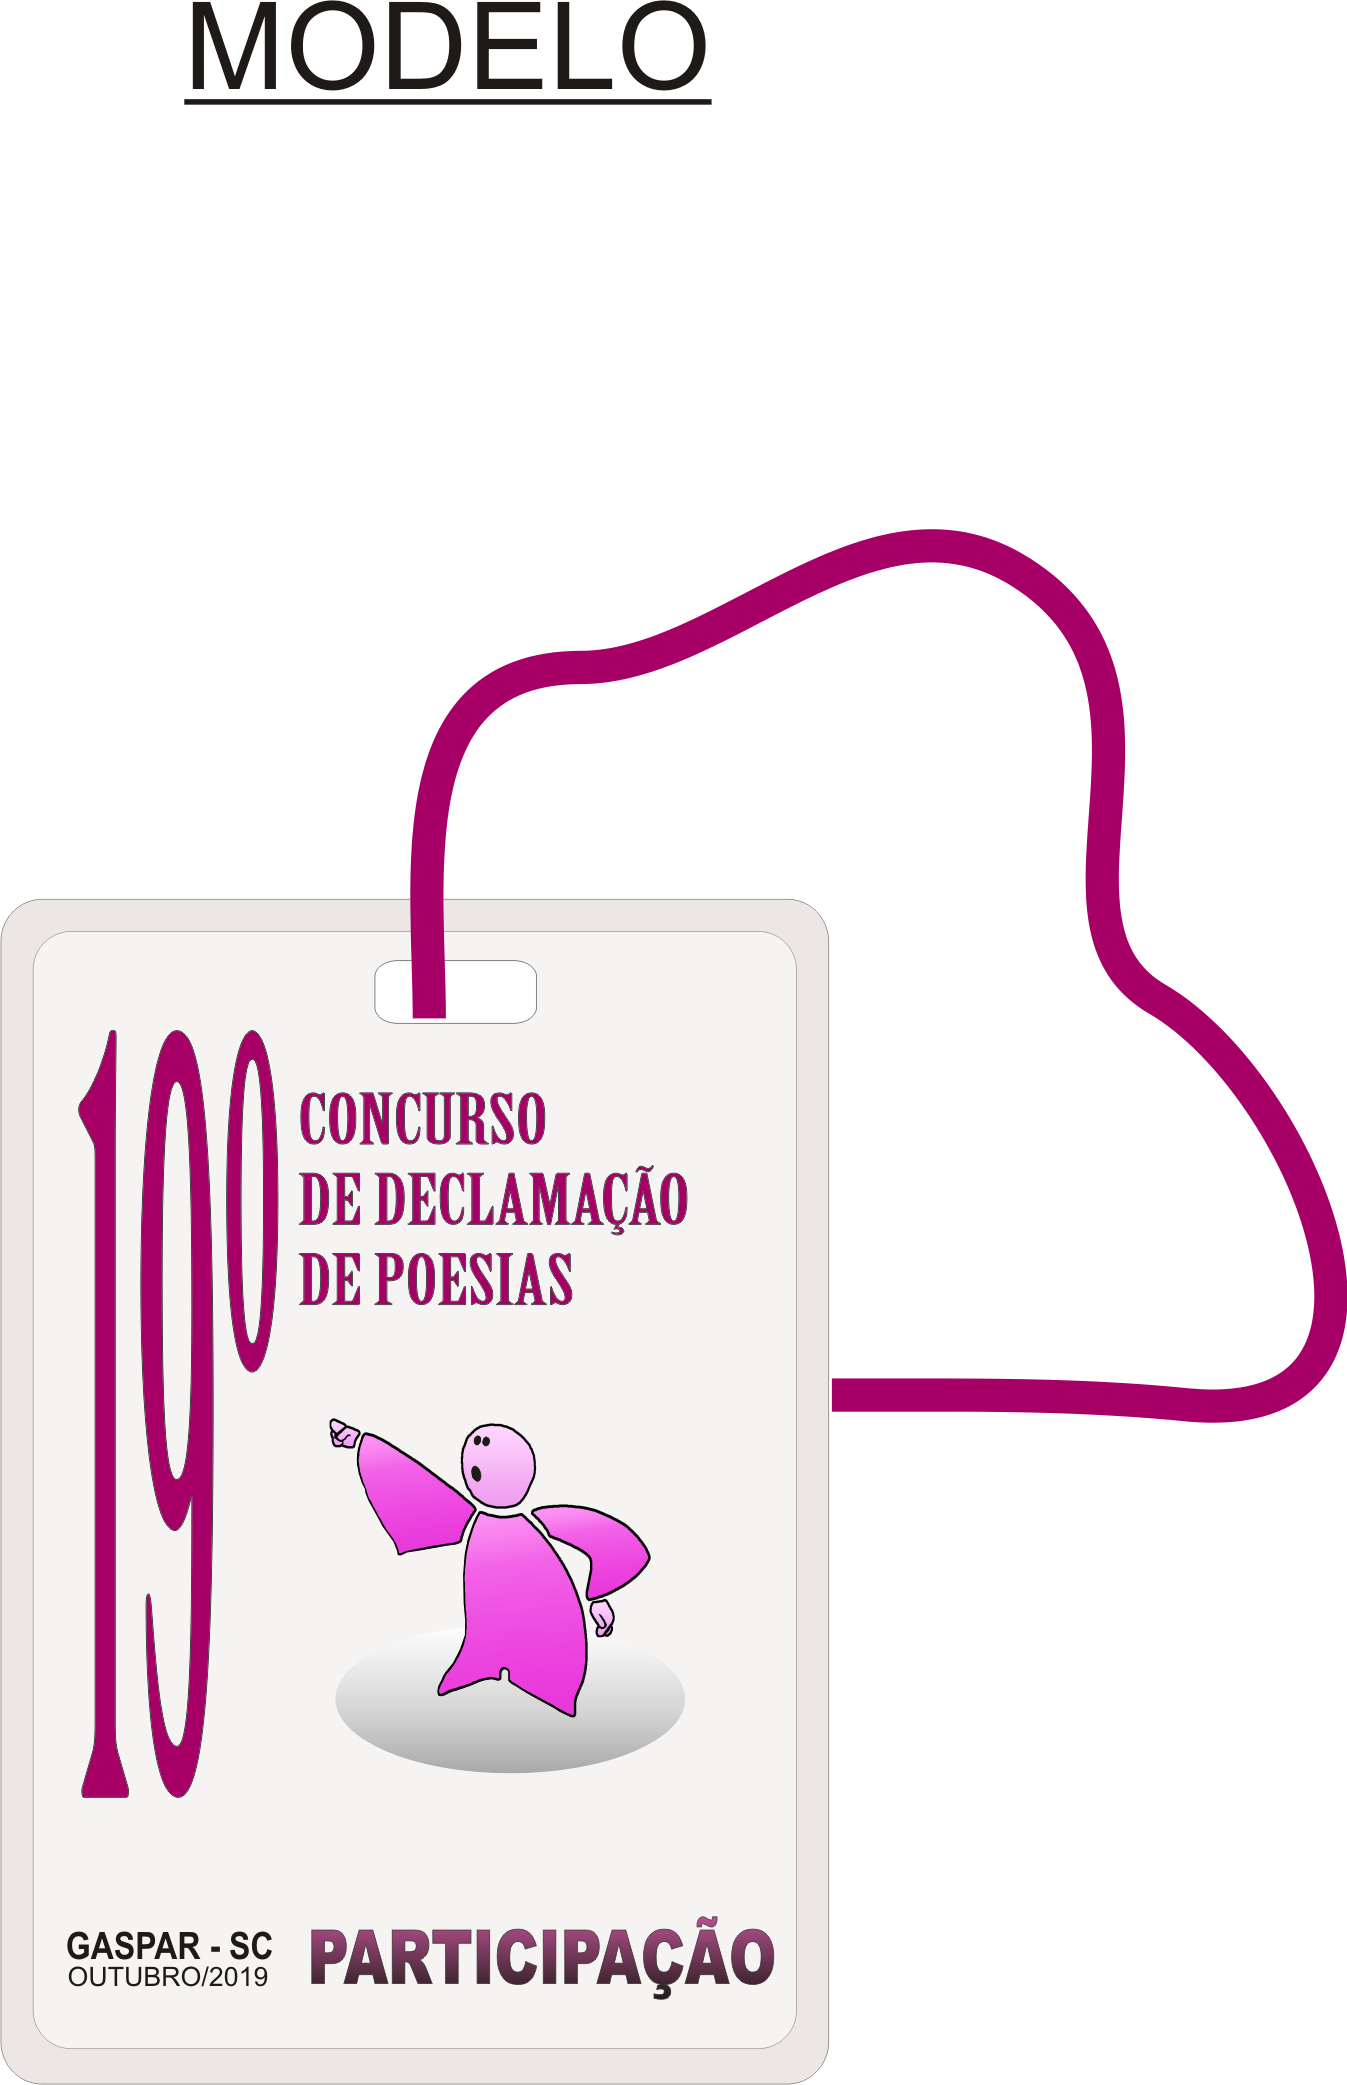 MODELO
19º
CONCURSO
DE DECLAMAÇÃO
DE POESIAS
GASPAR - SC
OUTUBRO/2019
PARTICIPAÇÃO